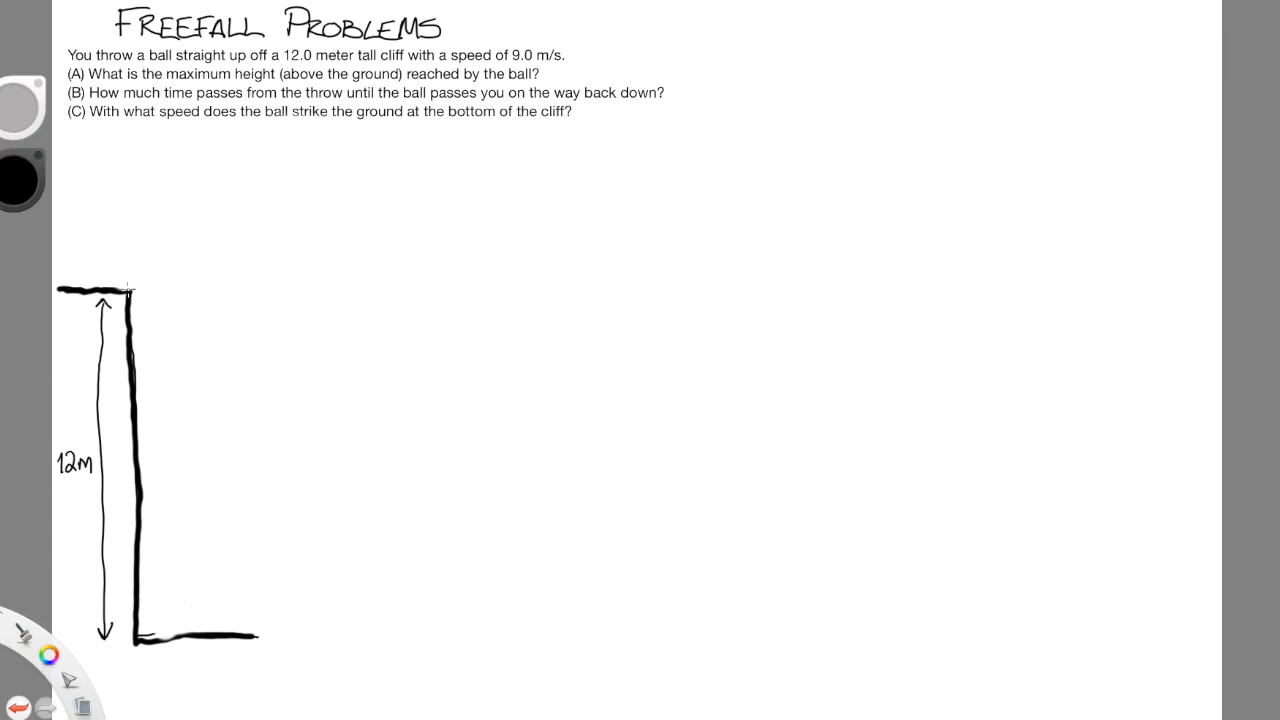 FREEFALL PROBLEMS
You throw a ball straight up off a 12.0 meter tall cliff with a speed of 9.0 m/s.
(A) What is the maximum height (above the ground) reached by the ball?
(B) How much time passes from the throw until the ball passes you on the way back down?
(C) With what speed does the ball strike the ground at the bottom of the cliff?
12m